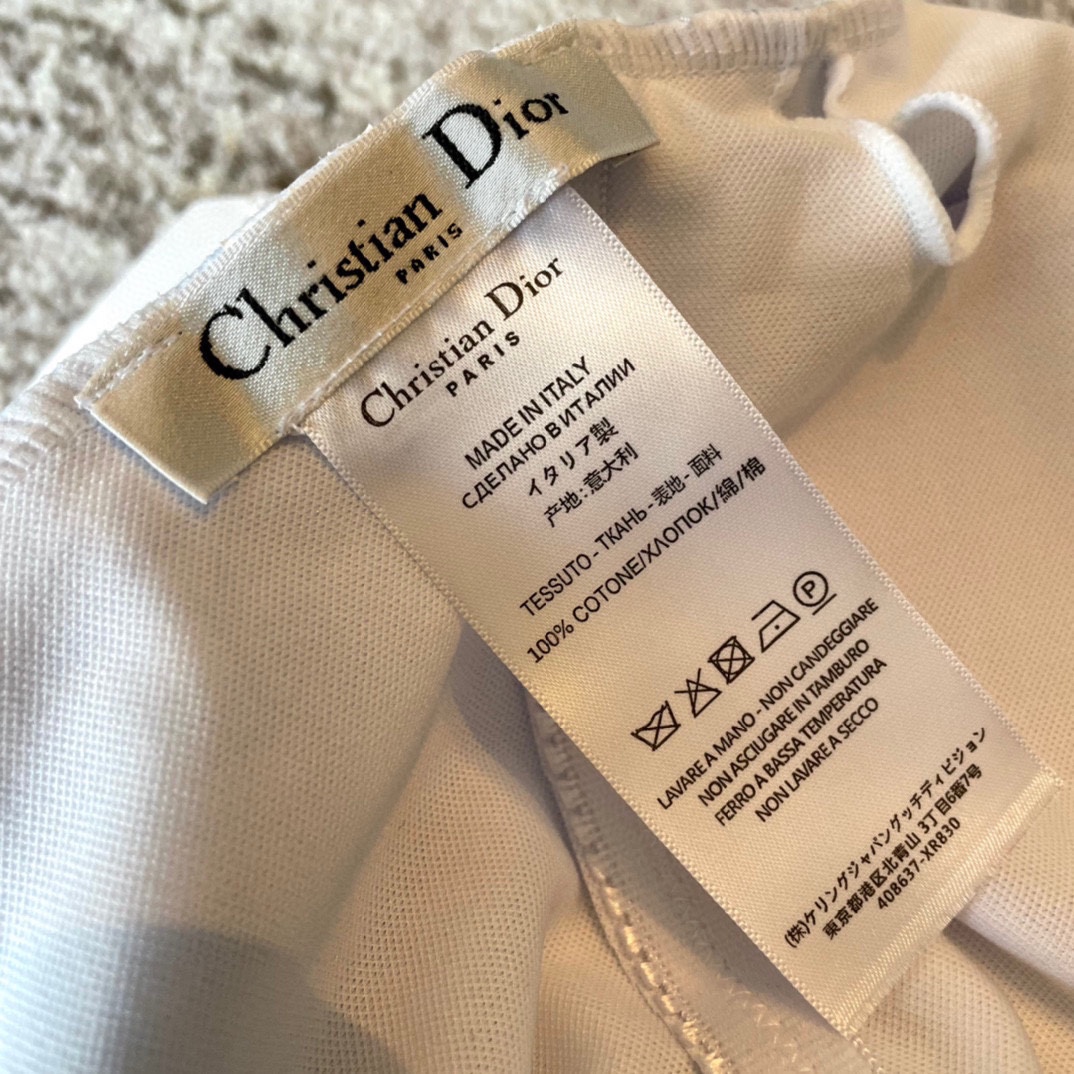 Christian Dior
PARIS
Christian Dior
PARIS
MADE IN ITALY
СДЕЛАНО В ИТАЛИИ
イタリア製
产地:意大利
TESSUTO - ТКАНЬ - 表地 - 面料
100% COTONE/ХЛОПОК/綿/棉
P
LAVARE A MANO - NON CANDEGGIARE
NON ASCIUGARE IN TAMBURO
FERRO A BASSA TEMPERATURA
NON LAVARE A SECCO
(株)ケリングジャパングッチディビジョン
東京都港区北青山 3丁目6番7号
408637-XR830